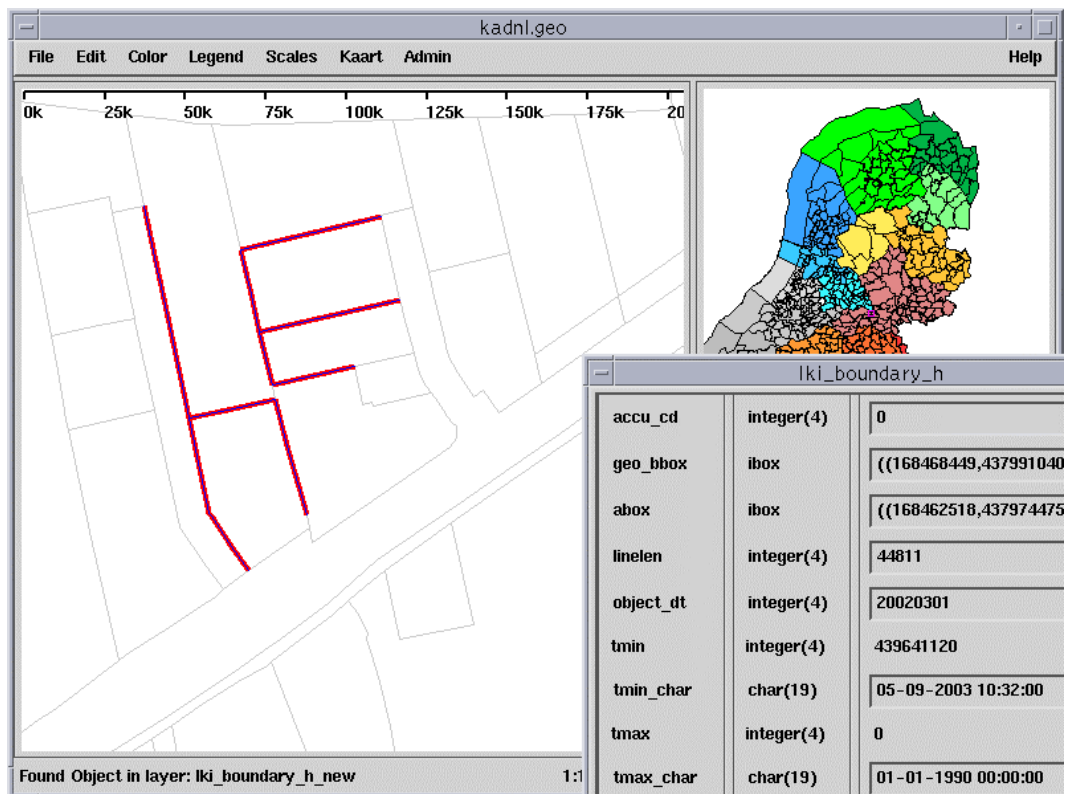 kadnl.geo
File Edit Color Legend Scales Kaart Admin Help
0k 25k 50k 75k 100k 125k 150k 175k 20
lki_boundary_h
accu_cd integer(4) 0
geo_bbox ibox ((168468449,437991040
abox ibox ((168462518,437974475
linelen integer(4) 44811
object_dt integer(4) 20020301
tmin integer(4) 439641120
tmin_char char(19) 05-09-2003 10:32:00
tmax integer(4) 0
tmax_char char(19) 01-01-1990 00:00:00
Found Object in layer: lki_boundary_h_new 1:1